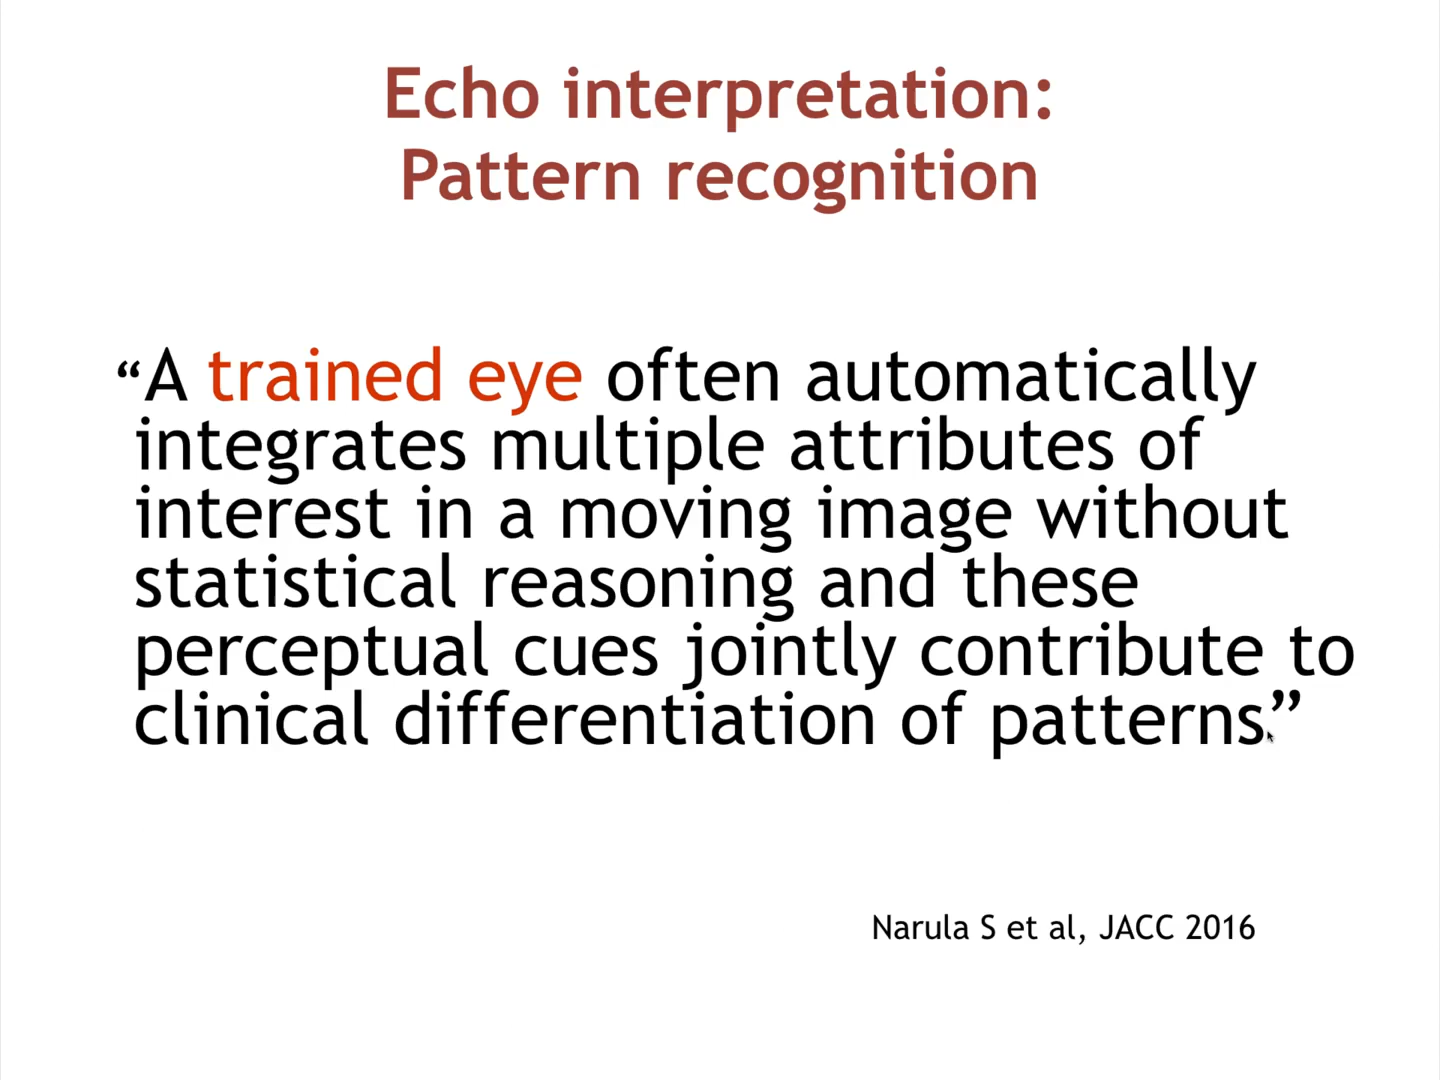 Echo interpretation:
Pattern recognition
“A trained eye often automatically
integrates multiple attributes of
interest in a moving image without
statistical reasoning and these
perceptual cues jointly contribute to
clinical differentiation of patterns.”
Narula S et al, JACC 2016